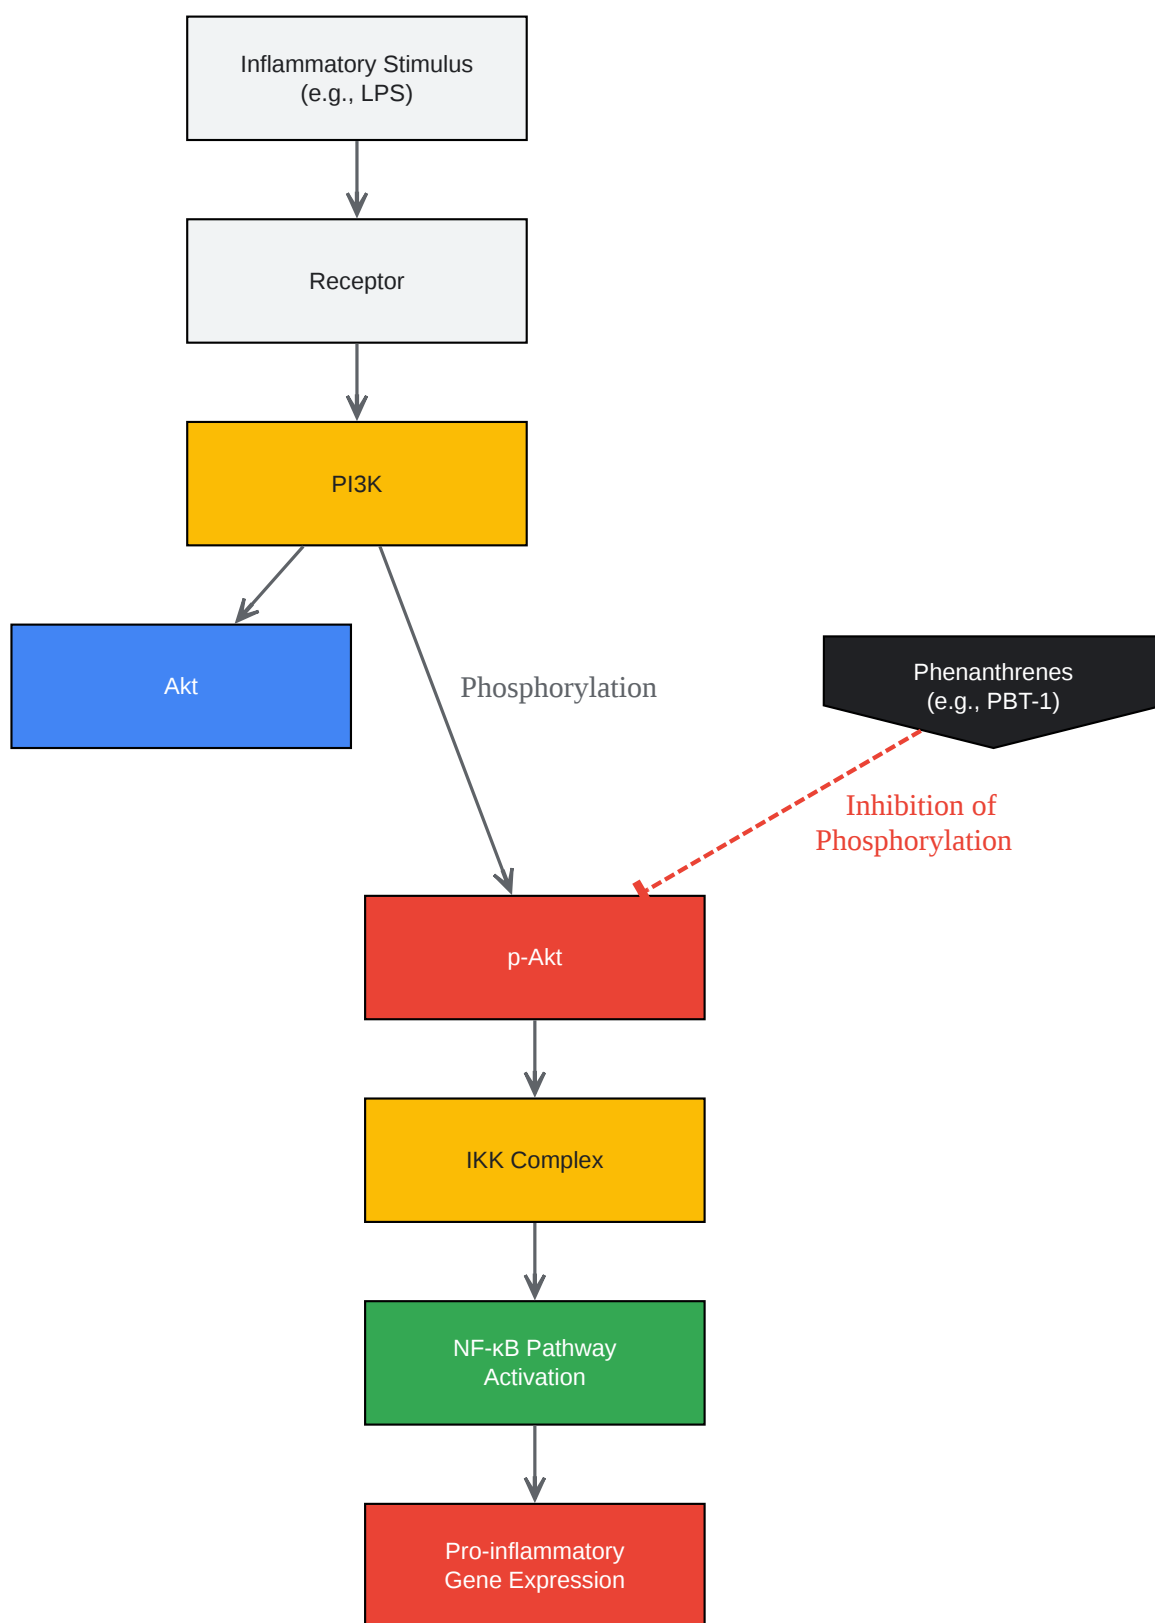 Inflammatory Stimulus
(e.g., LPS)
Receptor
PI3K
Akt
Phosphorylation
Phenanthrenes
(e.g., PBT-1)
Inhibition of
Phosphorylation
p-Akt
IKK Complex
NF-κB Pathway
Activation
Pro-inflammatory
Gene Expression